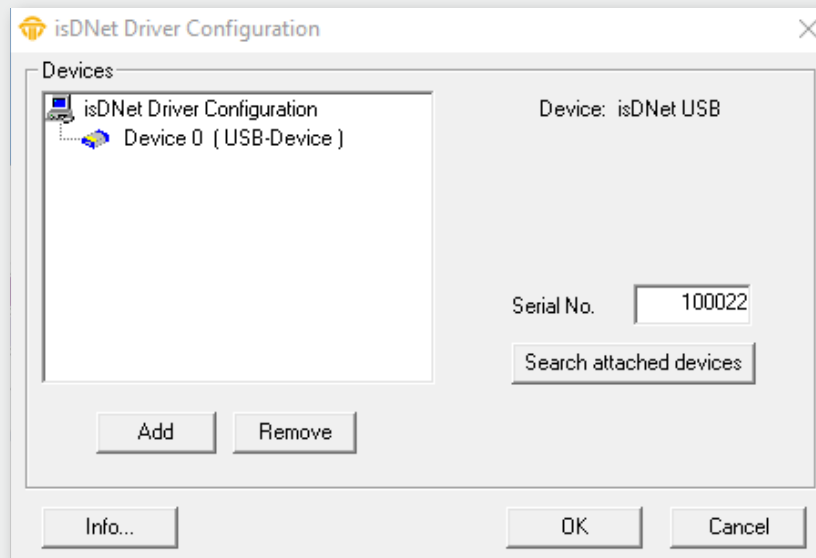 isDNet Driver Configuration
Devices
isDNet Driver Configuration
Device 0 ( USB-Device )
Device: isDNet USB
Serial No. 100022
Search attached devices
Add Remove
Info... OK Cancel